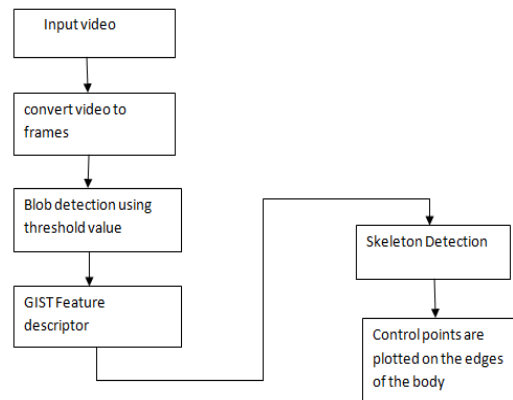 Input video
convert video to
frames
Blob detection using
threshold value
GIST Feature
descriptor
Skeleton Detection
Control points are
plotted on the edges
of the body